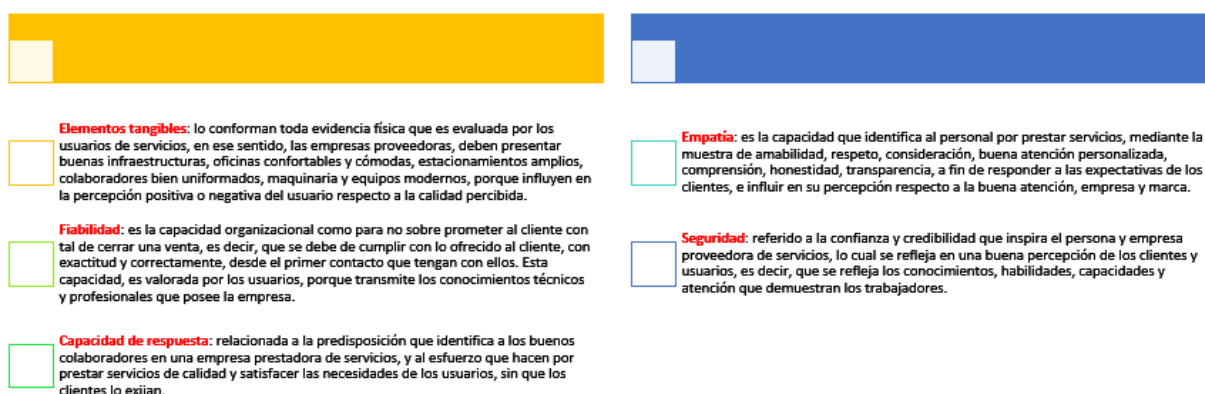 Elementos tangibles: lo conforman toda evidencia física que es evaluada por los
usuarios de servicios, en ese sentido, las empresas proveedoras, deben presentar
buenas infraestructuras, oficinas confortables y cómodas, estacionamientos amplios,
colaboradores bien uniformados, maquinaria y equipos modernos, porque influyen en
la percepción positiva o negativa del usuario respecto a la calidad percibida.
Fiabilidad: es la capacidad organizacional como para no sobre prometer al cliente con
tal de cerrar una venta, es decir, que se debe de cumplir con lo ofrecido al cliente, con
exactitud y correctamente, desde el primer contacto que tengan con ellos. Esta
capacidad, es valorada por los usuarios, porque transmite los conocimientos técnicos
y profesionales que posee la empresa.
Capacidad de respuesta: relacionada a la predisposición que identifica a los buenos
colaboradores en una empresa prestadora de servicios, y al esfuerzo que hacen por
prestar servicios de calidad y satisfacer las necesidades de los usuarios, sin que los
clientes lo exijan.
Empatía: es la capacidad que identifica al personal por prestar servicios, mediante la
muestra de amabilidad, respeto, consideración, buena atención personalizada,
comprensión, honestidad, transparencia, a fin de responder a las expectativas de los
clientes, e influir en su percepción respecto a la buena atención, empresa y marca.
Seguridad: referido a la confianza y credibilidad que inspira el persona y empresa
proveedora de servicios, lo cual se refleja en una buena percepción de los clientes y
usuarios, es decir, que se refleja los conocimientos, habilidades, capacidades y
atención que demuestran los trabajadores.